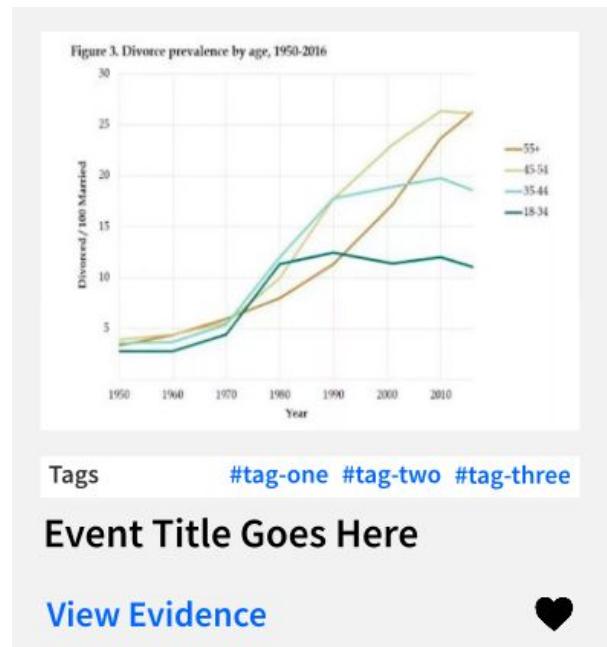 Figure 3. Divorce prevalence by age, 1950-2016
30
25
20
15
10
5
Divorced / 100 Married
55+
45-54
35-44
18-34
1950 1960 1970 1980 1990 2000 2010
Year
Tags #tag-one #tag-two #tag-three
Event Title Goes Here
View Evidence